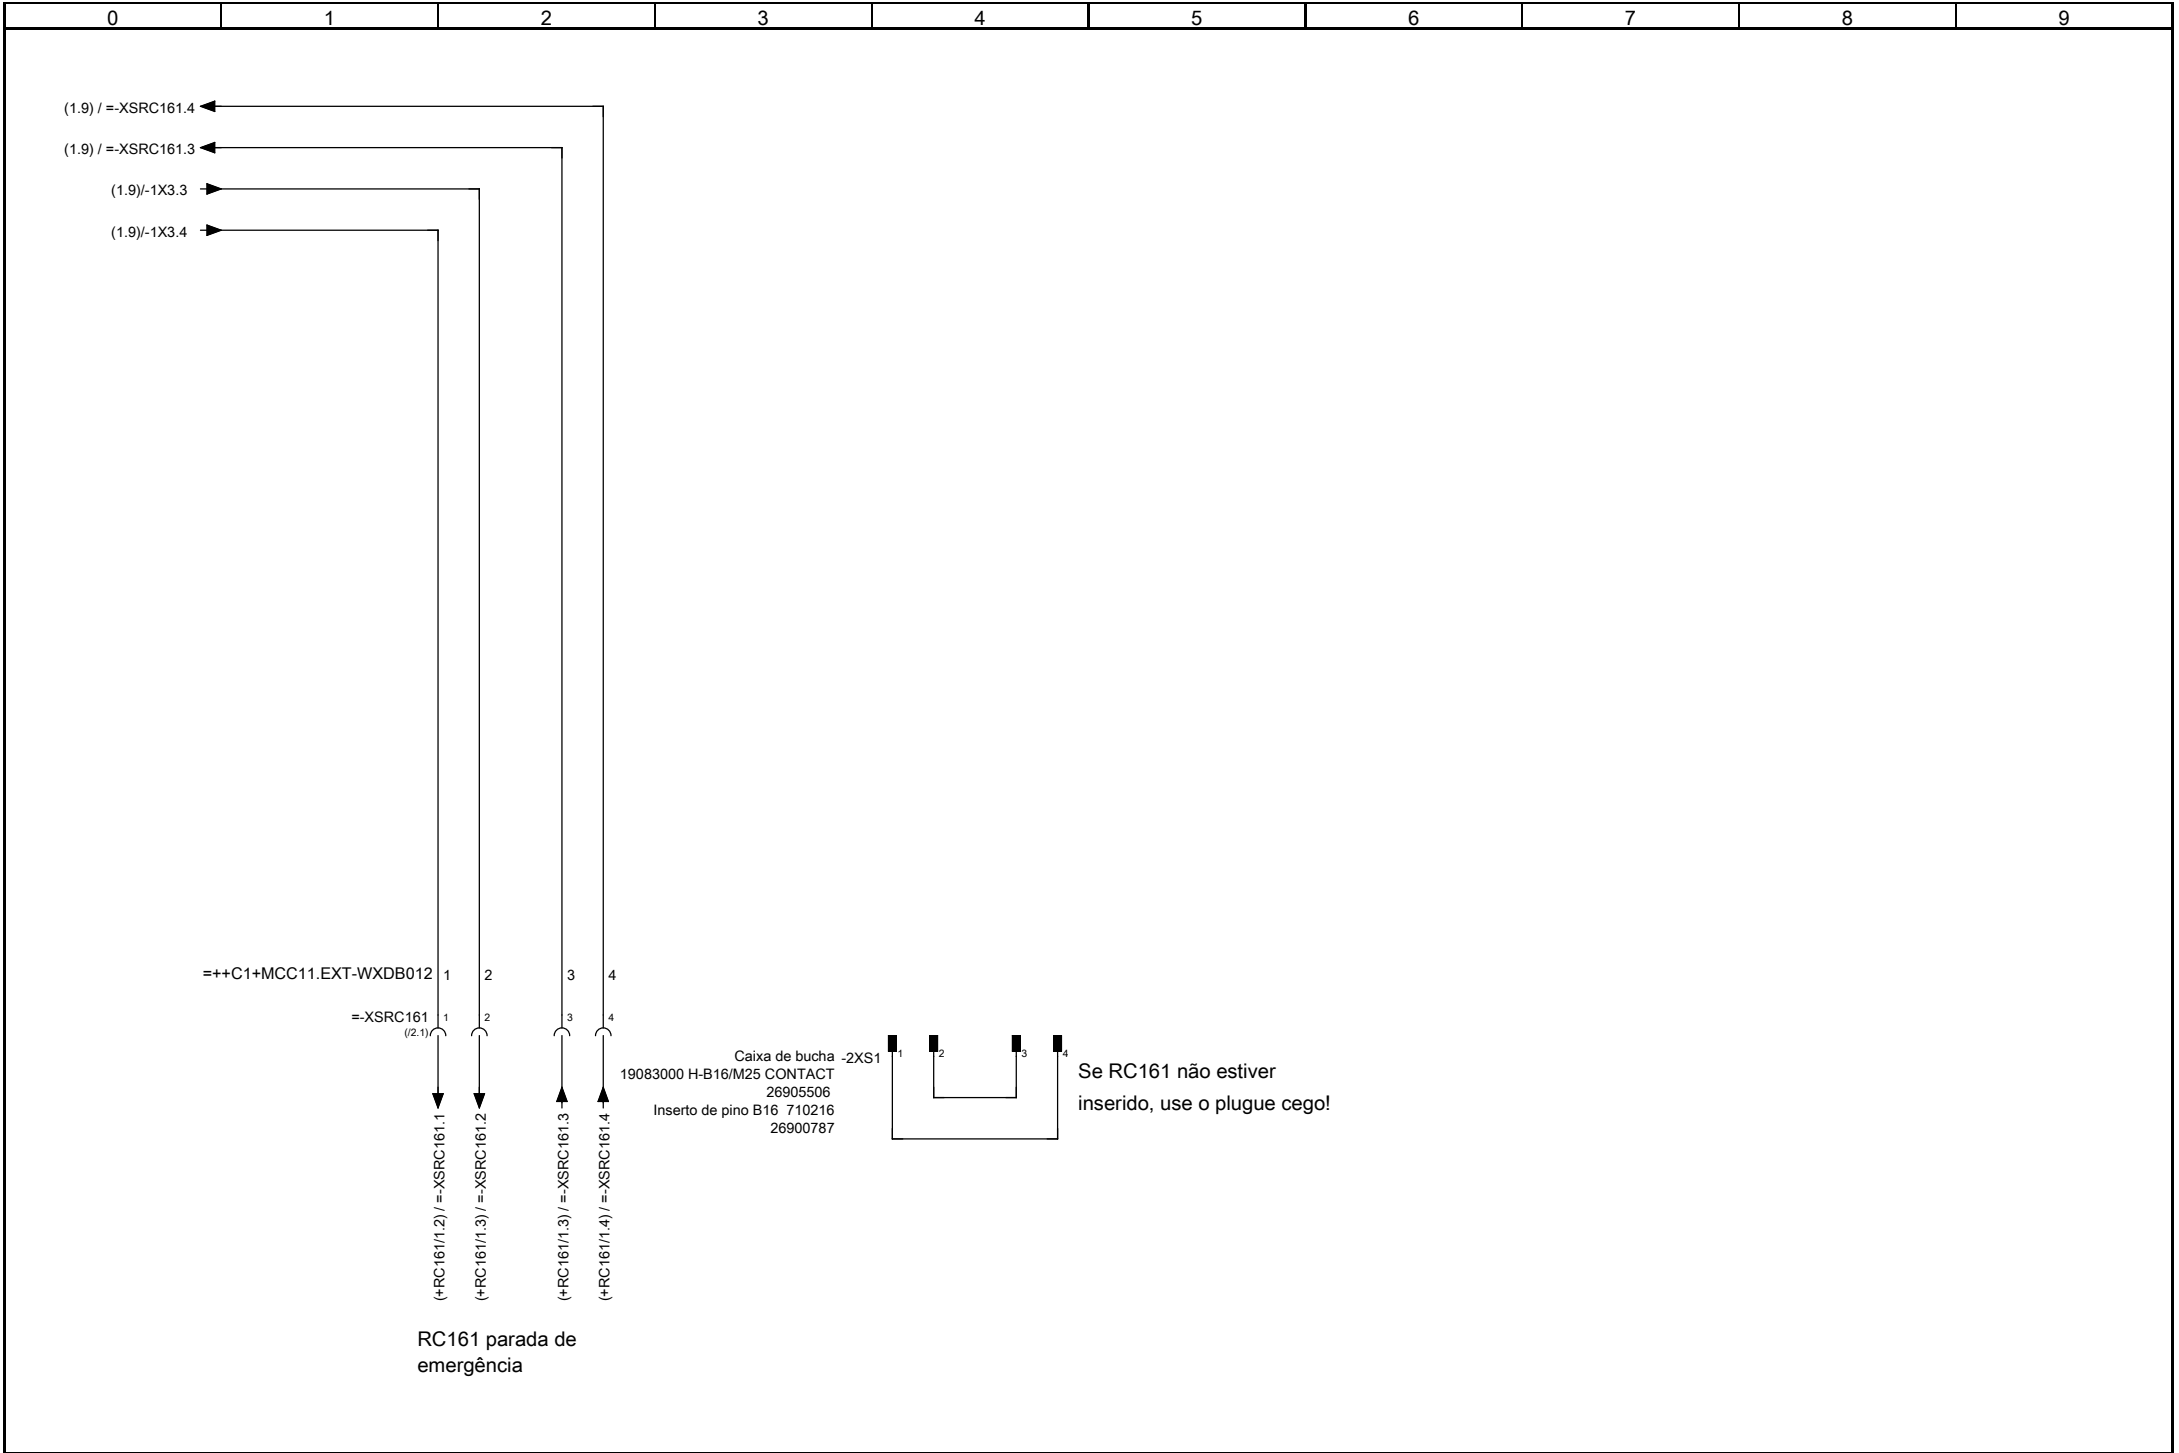 0 1 2 3 4 5 6 7 8 9
(1.9) / =-XSRC161.4
(1.9) / =-XSRC161.3
(1.9)/-1X3.3
(1.9)/-1X3.4
=++C1+MCC11.EXT-WXDB012 1 2 3 4
=-XSRC161 1 2 3 4
(/2.1)
Caixa de bucha -2XS1 1 2 3 4
19083000 H-B16/M25 CONTACT
26905506
Inserto de pino B16 710216
26900787
Se RC161 não estiver
inserido, use o plugue cego!
(+RC161/1.2) / =-XSRC161.1
(+RC161/1.3) / =-XSRC161.2
(+RC161/1.3) / =-XSRC161.3
(+RC161/1.4) / =-XSRC161.4
RC161 parada de
emergência